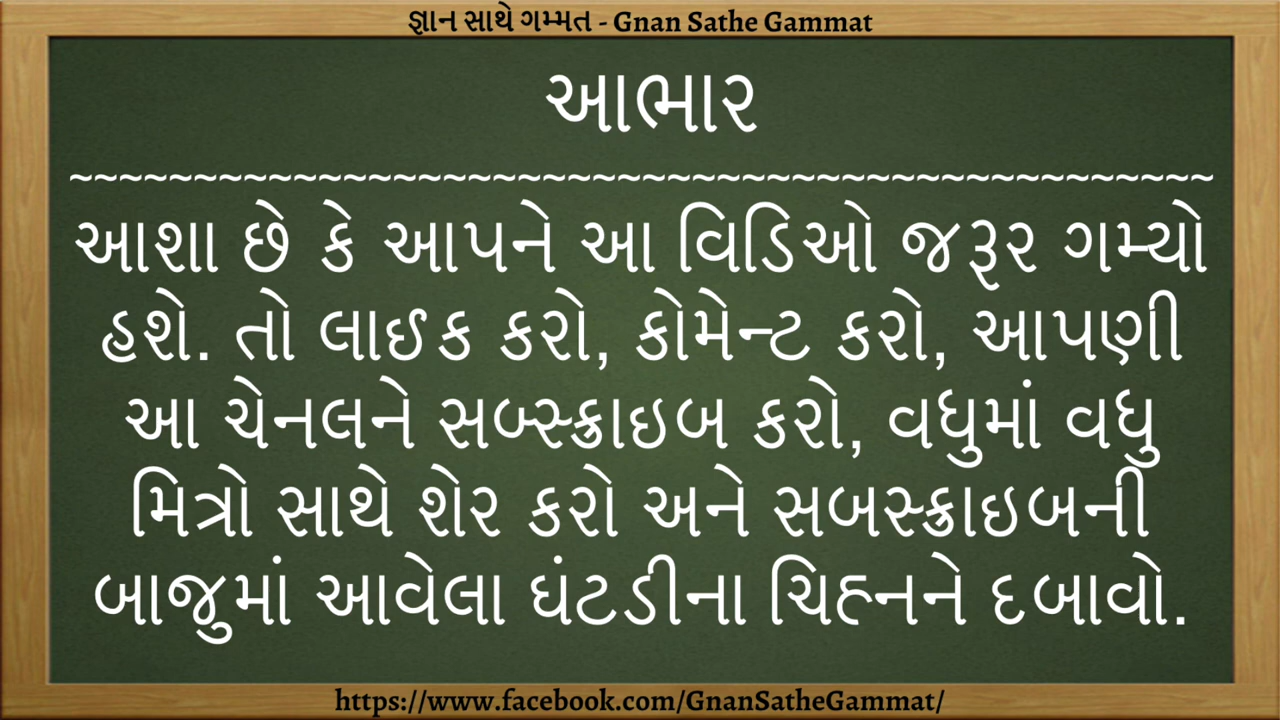 જ્ઞાન સાથે ગમ્મત - Gnan Sathe Gammat
આભાર
~~~~~~~~~~~~~~~~~~~~~~~~~~~~~~~~~~~~~~~~~~~~~~
આશા છે કે આપને આ વિડિઓ જરૂર ગમ્યો
હશે. તો લાઈક કરો, કોમેન્ટ કરો, આપણી
આ ચેનલને સબ્સ્ક્રાઇબ કરો, વધુમાં વધુ
મિત્રો સાથે શેર કરો અને સબસ્ક્રાઇબની
બાજુમાં આવેલા ઘંટડીના ચિહ્નને દબાવો.
https://www.facebook.com/GnanSatheGammat/